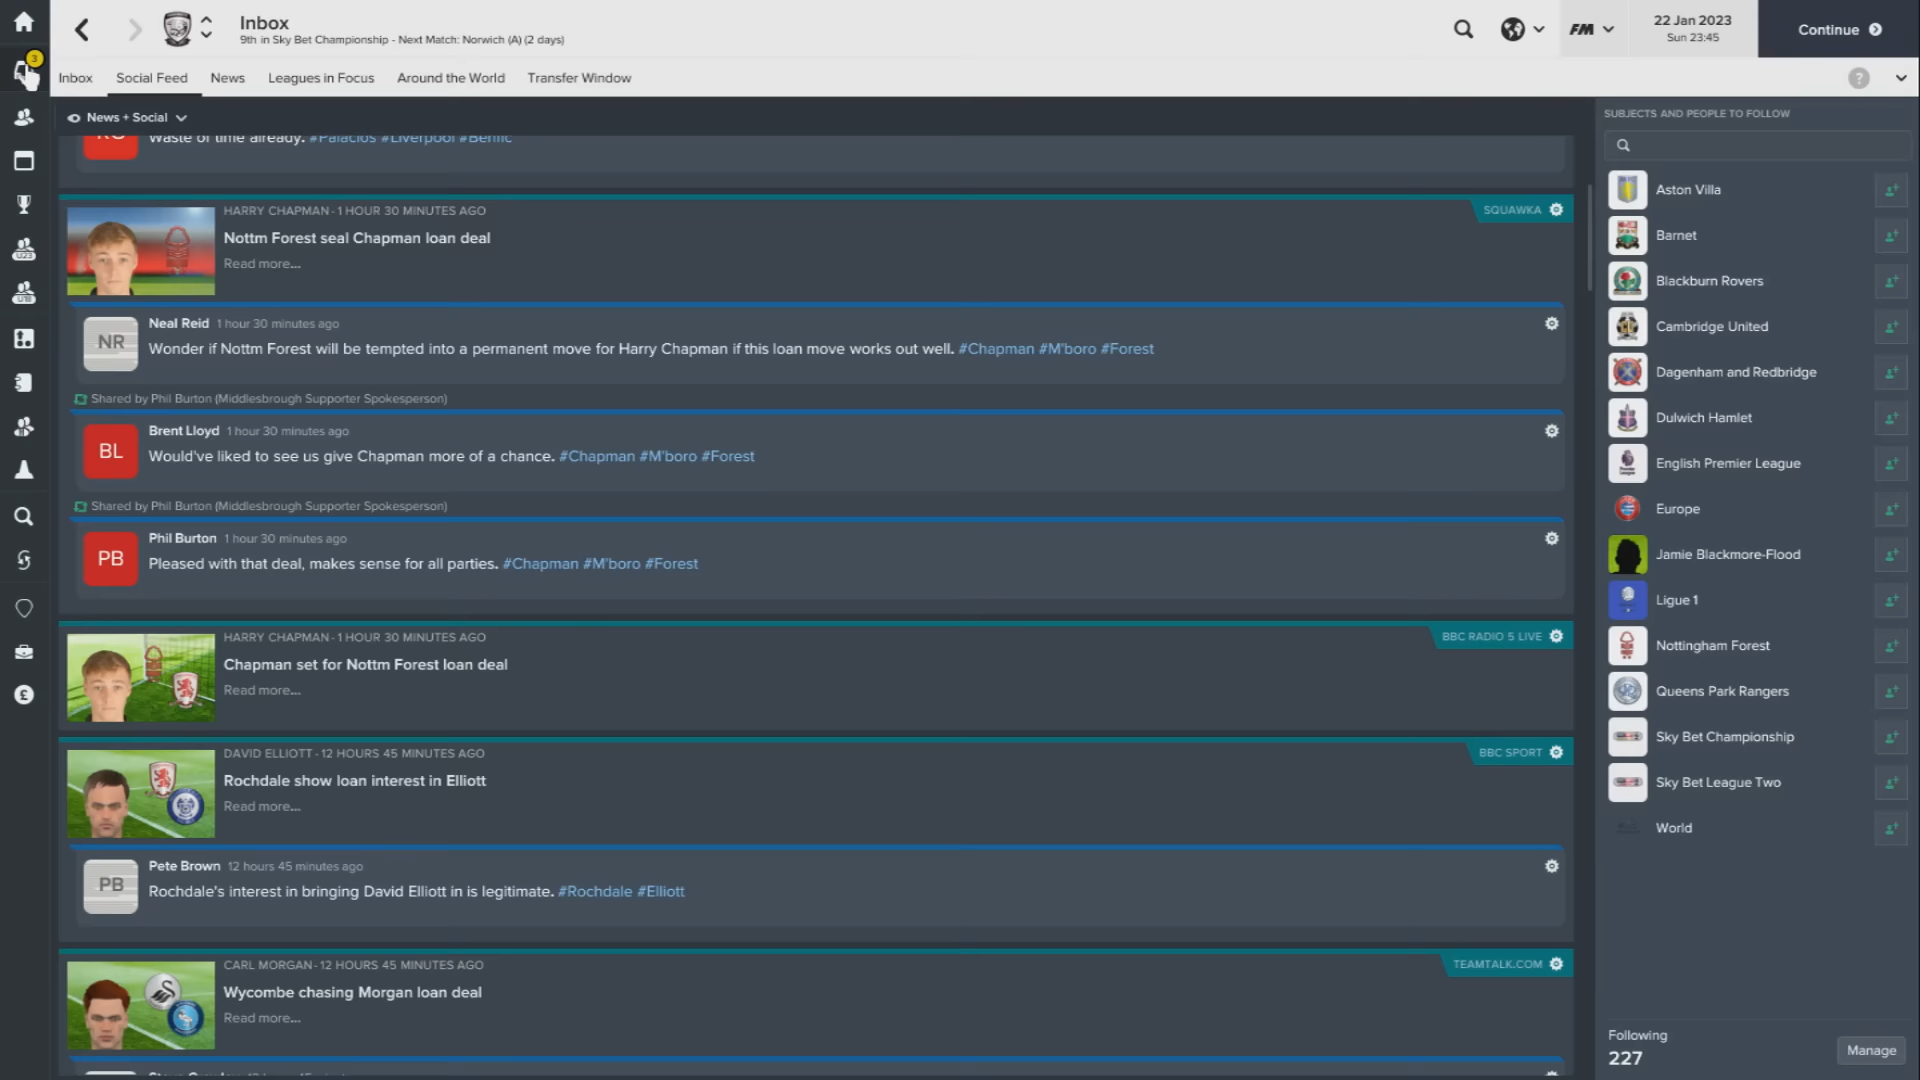 Inbox
9th in Sky Bet Championship - Next Match: Norwich (A) (2 days)
FM
22 Jan 2023
Sun 23:45
Continue
3
Inbox Social Feed News Leagues in Focus Around the World Transfer Window
?
News + Social
Waste of time already. #Palacios #Liverpool #Benfic
HARRY CHAPMAN - 1 HOUR 30 MINUTES AGO
SQUAWKA
Nottm Forest seal Chapman loan deal
Read more...
NR
Neal Reid 1 hour 30 minutes ago
Wonder if Nottm Forest will be tempted into a permanent move for Harry Chapman if this loan move works out well. #Chapman #M'boro #Forest
Shared by Phil Burton (Middlesbrough Supporter Spokesperson)
BL
Brent Lloyd 1 hour 30 minutes ago
Would've liked to see us give Chapman more of a chance. #Chapman #M'boro #Forest
Shared by Phil Burton (Middlesbrough Supporter Spokesperson)
PB
Phil Burton 1 hour 30 minutes ago
Pleased with that deal, makes sense for all parties. #Chapman #M'boro #Forest
HARRY CHAPMAN - 1 HOUR 30 MINUTES AGO
BBC RADIO 5 LIVE
Chapman set for Nottm Forest loan deal
Read more...
DAVID ELLIOTT - 12 HOURS 45 MINUTES AGO
BBC SPORT
Rochdale show loan interest in Elliott
Read more...
PB
Pete Brown 12 hours 45 minutes ago
Rochdale's interest in bringing David Elliott in is legitimate. #Rochdale #Elliott
CARL MORGAN - 12 HOURS 45 MINUTES AGO
TEAMTALK.COM
Wycombe chasing Morgan loan deal
Read more...
SUBJECTS AND PEOPLE TO FOLLOW
Aston Villa
Barnet
Blackburn Rovers
Cambridge United
Dagenham and Redbridge
Dulwich Hamlet
English Premier League
Europe
Jamie Blackmore-Flood
Ligue 1
Nottingham Forest
Queens Park Rangers
Sky Bet Championship
Sky Bet League Two
World
Following
227
Manage
U23
U18
£